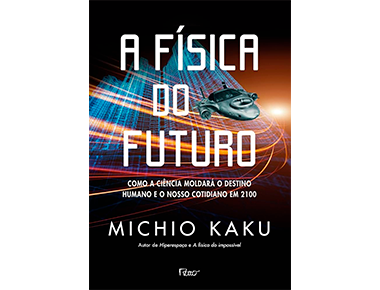 A FÍSICA
DO
FUTURO
COMO A CIÊNCIA MOLDARÁ O DESTINO
HUMANO E O NOSSO COTIDIANO EM 2100
MICHIO KAKU
Autor de Hiperespaço e A física do impossível
Rocco